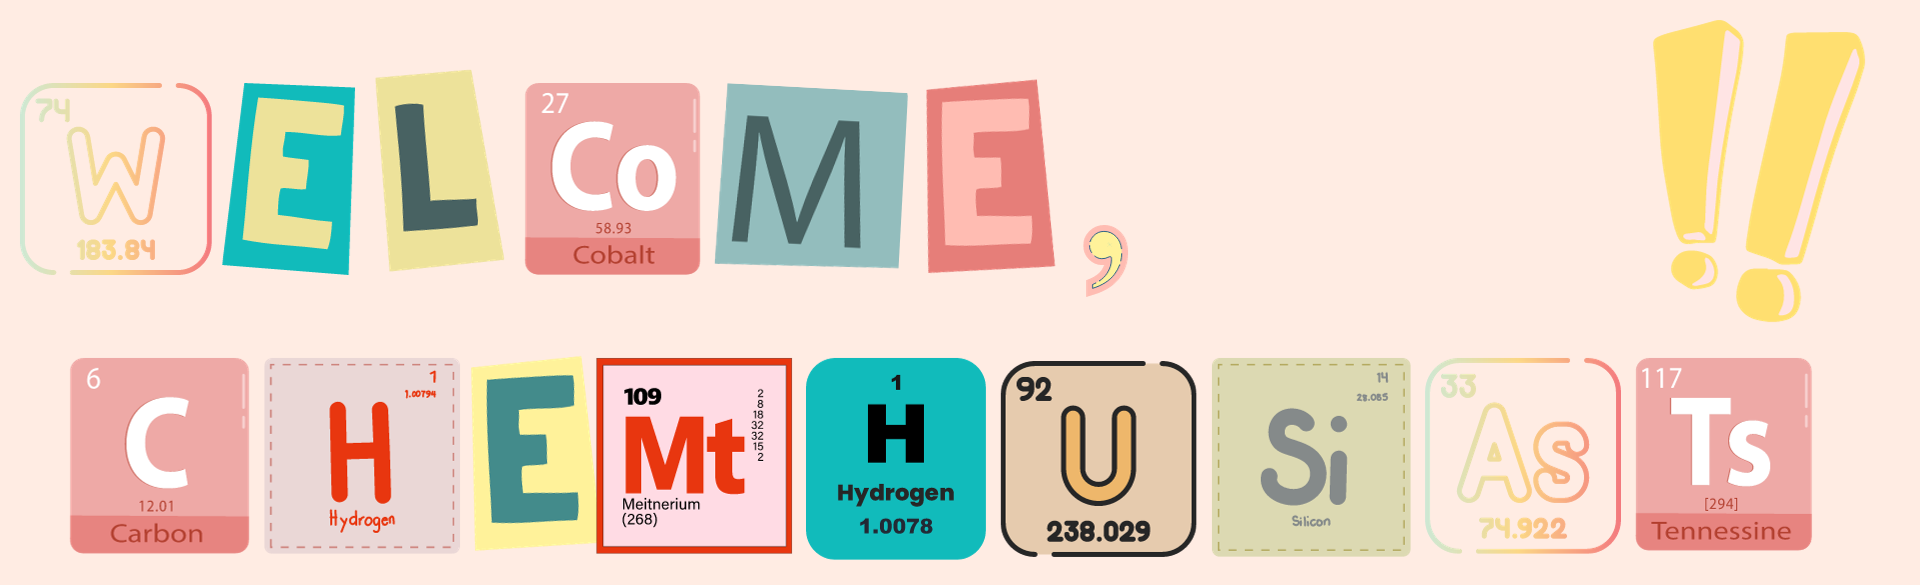 74 W 183.84 E L 27 Co 58.93 Cobalt M E , !!
6 C 12.01 Carbon 1 1.00794 H Hydrogen E 109 Mt 2 8 18 32 32 15 2 Meitnerium (268) 1 H Hydrogen 1.0078 92 U 238.029 14 28.085 Si Silicon 33 As 74.922 117 Ts [294] Tennessine